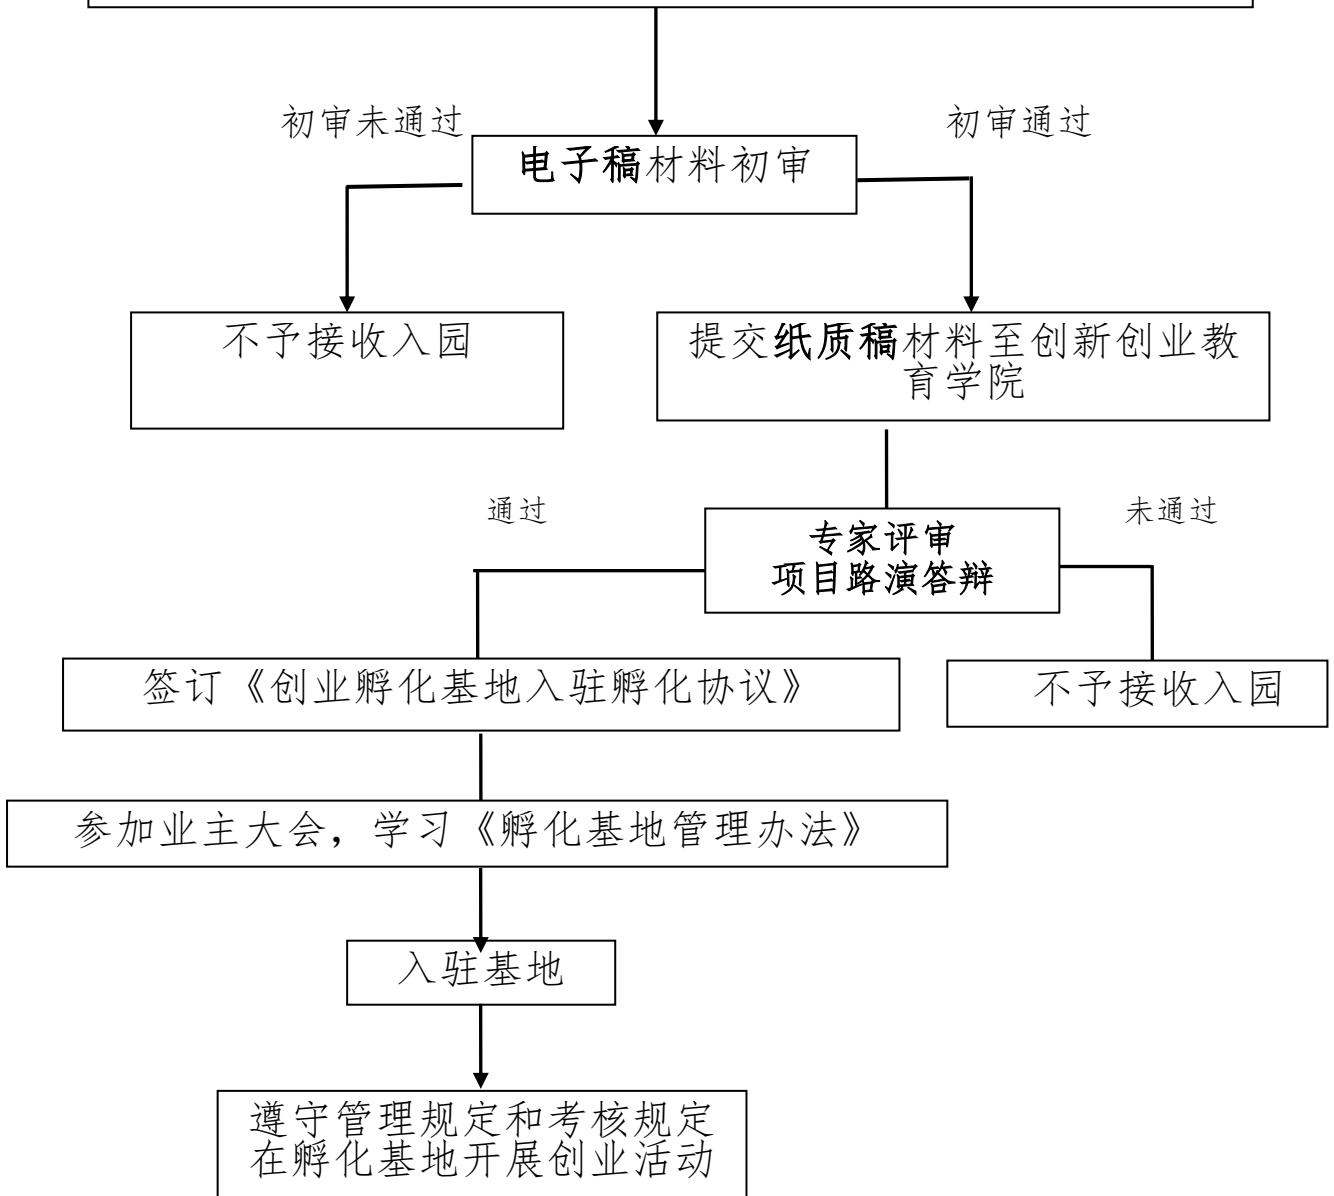 初审未通过
初审通过
电子稿材料初审
不予接收入园
提交纸质稿材料至创新创业教
育学院
通过
未通过
专家评审
项目路演答辩
签订《创业孵化基地入驻孵化协议》
不予接收入园
参加业主大会，学习《孵化基地管理办法》
入驻基地
遵守管理规定和考核规定
在孵化基地开展创业活动